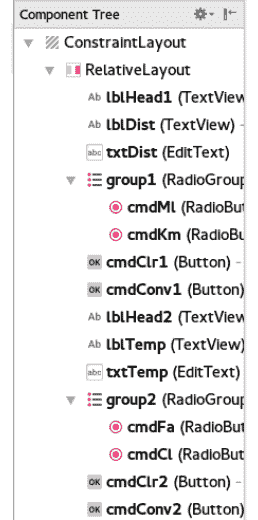 Component Tree
ConstraintLayout
RelativeLayout
Ab lblHead1 (TextView
Ab lblDist (TextView) -
abc txtDist (EditText)
group1 (RadioGroup
cmdMl (RadioBut
cmdKm (RadioBu
OK cmdClr1 (Button) -
OK cmdConv1 (Button)
Ab lblHead2 (TextView
Ab lblTemp (TextView)
abc txtTemp (EditText)
group2 (RadioGroup
cmdFa (RadioBut
cmdCl (RadioBut
OK cmdClr2 (Button) -
OK cmdConv2 (Button)